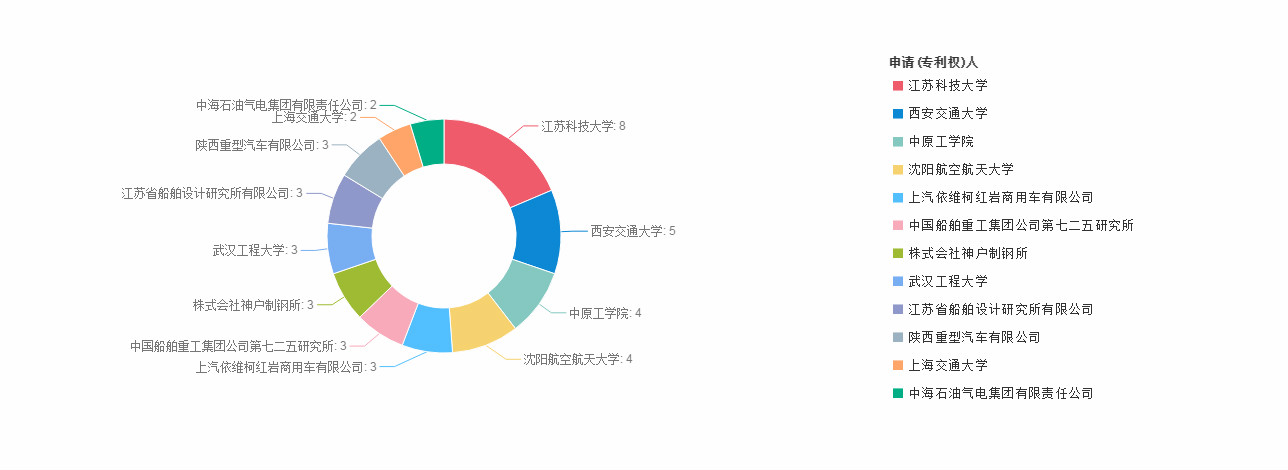 中海石油气电集团有限责任公司: 2
上海交通大学: 2
陕西重型汽车有限公司: 3
江苏省船舶设计研究所有限公司: 3
武汉工程大学: 3
株式会社神户制钢所: 3
中国船舶重工集团公司第七二五研究所: 3
上汽依维柯红岩商用车有限公司: 3
江苏科技大学: 8
西安交通大学: 5
中原工学院: 4
沈阳航空航天大学: 4
申请(专利权)人
江苏科技大学
西安交通大学
中原工学院
沈阳航空航天大学
上汽依维柯红岩商用车有限公司
中国船舶重工集团公司第七二五研究所
株式会社神户制钢所
武汉工程大学
江苏省船舶设计研究所有限公司
陕西重型汽车有限公司
上海交通大学
中海石油气电集团有限责任公司